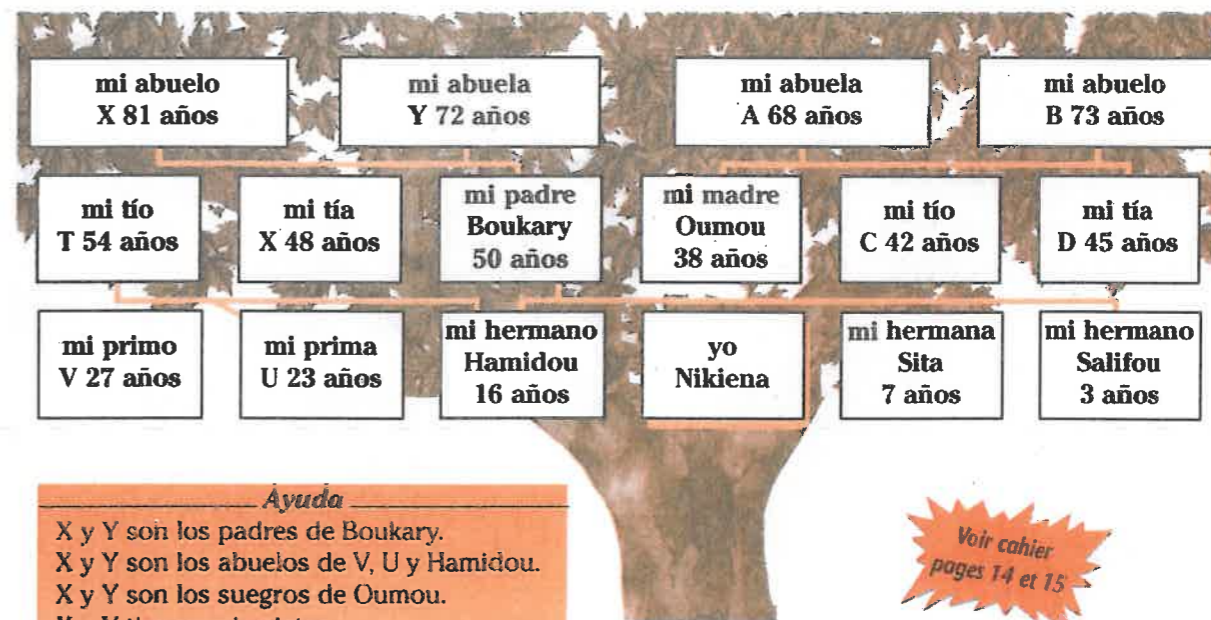 mi abuelo
X 81 años
mi abuela
Y 72 años
mi abuela
A 68 años
mi abuelo
B 73 años
mi tío
T 54 años
mi tía
X 48 años
mi padre
Boukary
50 años
mi madre
Oumou
38 años
mi tío
C 42 años
mi tía
D 45 años
mi primo
V 27 años
mi prima
U 23 años
mi hermano
Hamidou
16 años
yo
Nikiena
mi hermana
Sita
7 años
mi hermano
Salifou
3 años
Ayuda
X y Y son los padres de Boukary.
X y Y son los abuelos de V, U y Hamidou.
X y Y son los suegros de Oumou.
Voir cahier
pages 14 et 15